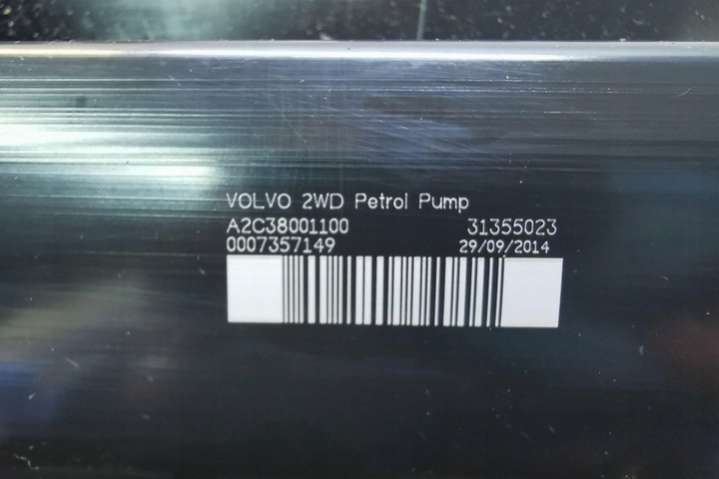 VOLVO 2WD Petrol Pump
A2C38001100 31355023
0007357149 29/09/2014